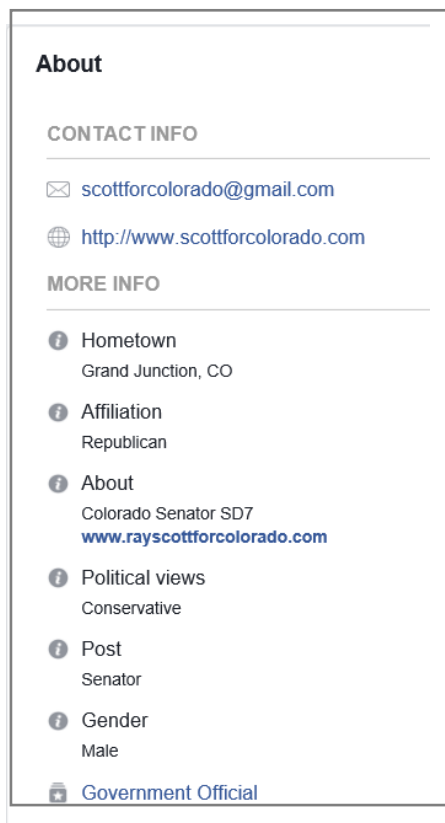 About
CONTACT INFO
scottforcolorado@gmail.com
http://www.scottforcolorado.com
MORE INFO
Hometown
Grand Junction, CO
Affiliation
Republican
About
Colorado Senator SD7
www.rayscottforcolorado.com
Political views
Conservative
Post
Senator
Gender
Male
Government Official